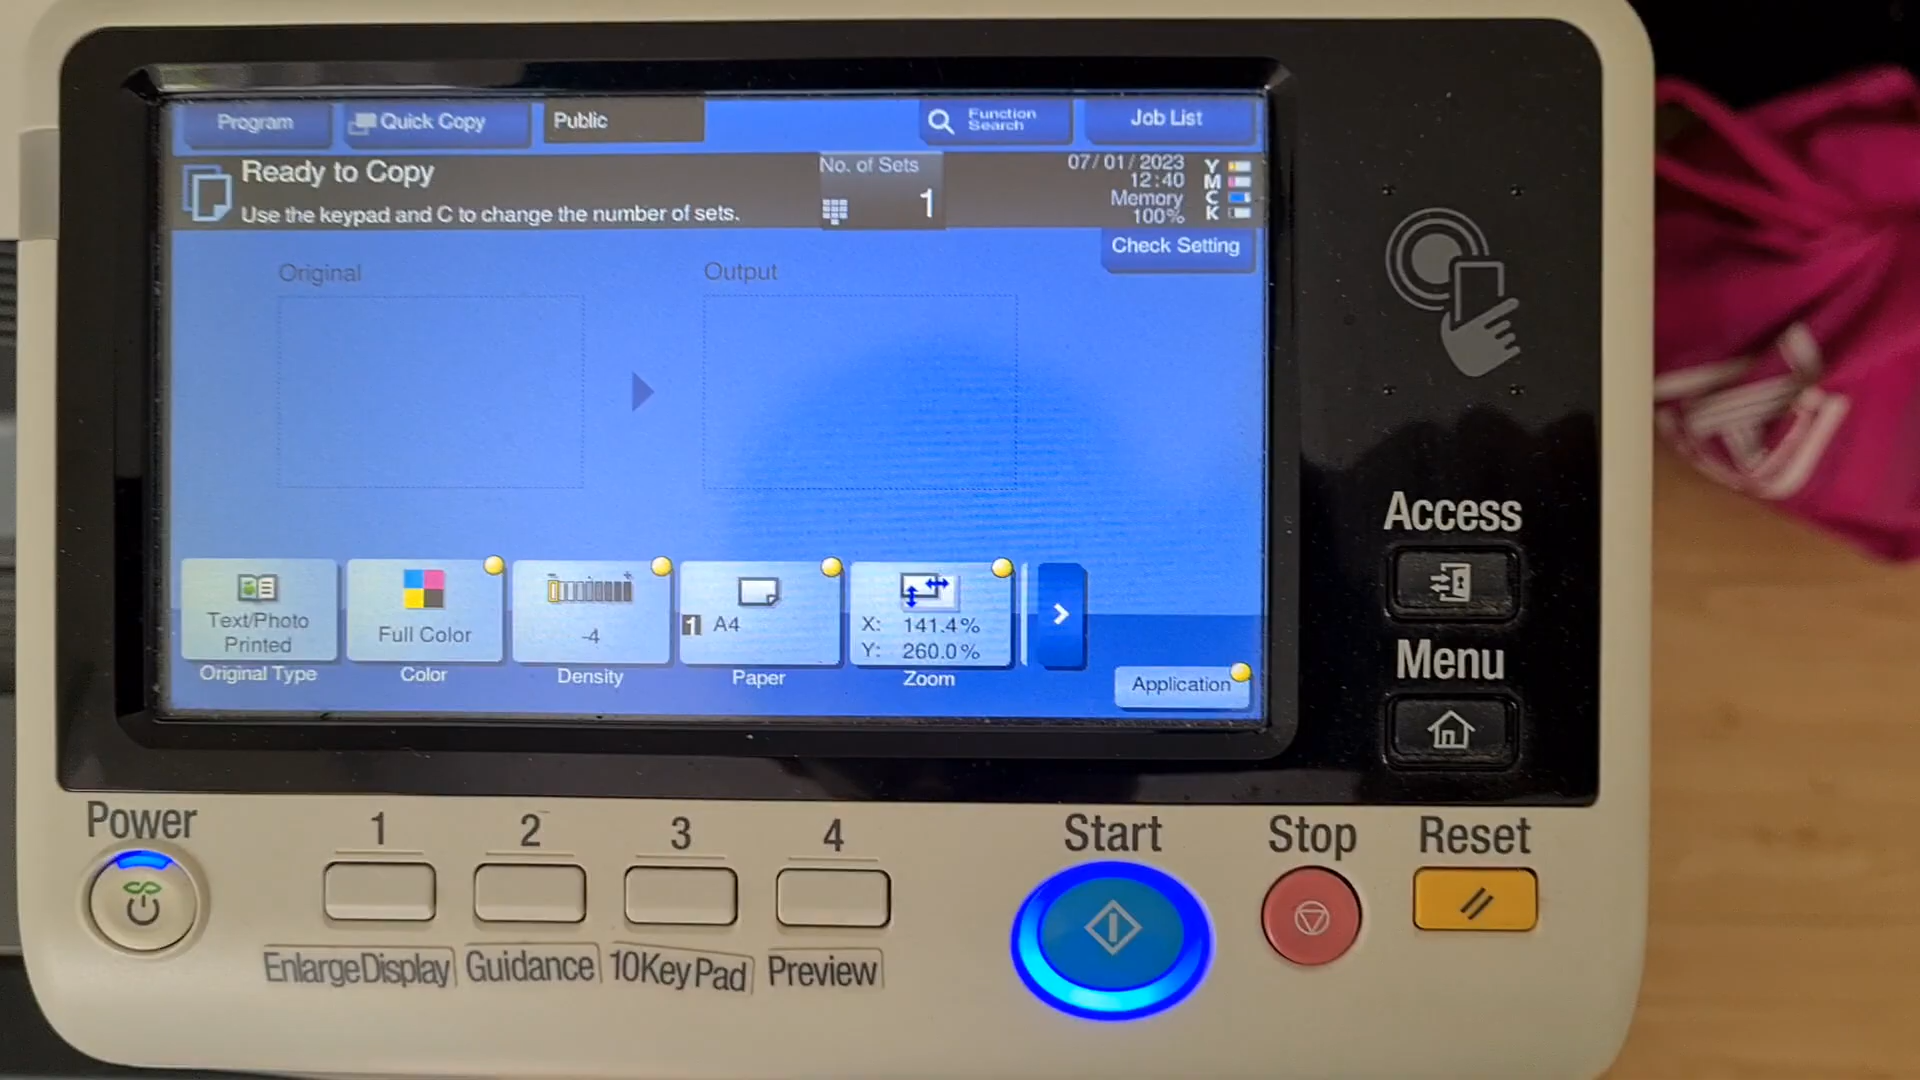 Program
Quick Copy
Public
Function
Search
Job List
Ready to Copy
Use the keypad and C to change the number of sets.
No. of Sets
1
07/01/2023
12:40
Memory
100%
Y
M
C
K
Check Setting
Original
Output
Text/Photo
Printed
Original Type
Full Color
Color
- +
-4
Density
1 A4
Paper
X: 141.4%
Y: 260.0%
Zoom
Application
Access
Menu
Power
1
2
3
4
EnlargeDisplay
Guidance
10KeyPad
Preview
Start
Stop
Reset